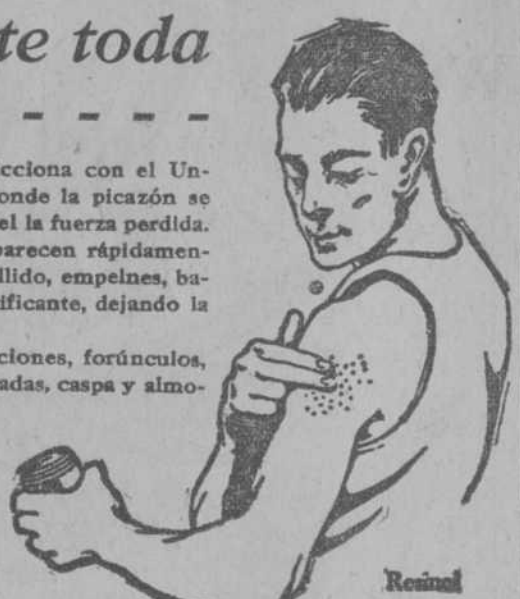 te toda
cciona con el Un-
onde la picazón se
el la fuerza perdida.
parecen rápidamen-
llido, empeines, ba-
ificante, dejando la
ciones, forúnculos,
adas, caspa y almo-
Resinol